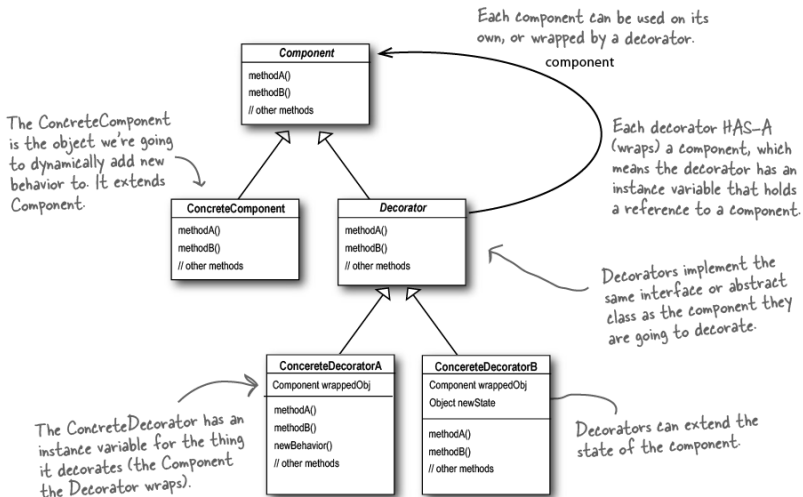 Each component can be used on its
own, or wrapped by a decorator.
component
Component
methodA()
methodB()
// other methods
The ConcreteComponent
is the object we're going
to dynamically add new
behavior to. It extends
Component.
Each decorator HAS-A
(wraps) a component, which
means the decorator has an
instance variable that holds
a reference to a component.
ConcreteComponent
methodA()
methodB()
// other methods
Decorator
methodA()
methodB()
// other methods
Decorators implement the
same interface or abstract
class as the component they
are going to decorate.
ConcereteDecoratorA
Component wrappedObj
methodA()
methodB()
newBehavior()
// other methods
ConcereteDecoratorB
Component wrappedObj
Object newState
methodA()
methodB()
// other methods
The ConcreteDecorator has an
instance variable for the thing
it decorates (the Component
the Decorator wraps).
Decorators can extend the
state of the component.